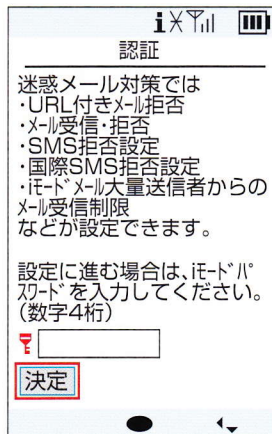 認証
迷惑メール対策では
・URL付きﾒｰﾙ拒否
・ﾒｰﾙ受信・拒否
・SMS拒否設定
・国際SMS拒否設定
・iﾓｰﾄﾞﾒｰﾙ大量送信者からの
ﾒｰﾙ受信制限
などが設定できます。
設定に進む場合は、iﾓｰﾄﾞﾊﾟ
ｽﾜｰﾄﾞを入力してください。
(数字4桁)
決定